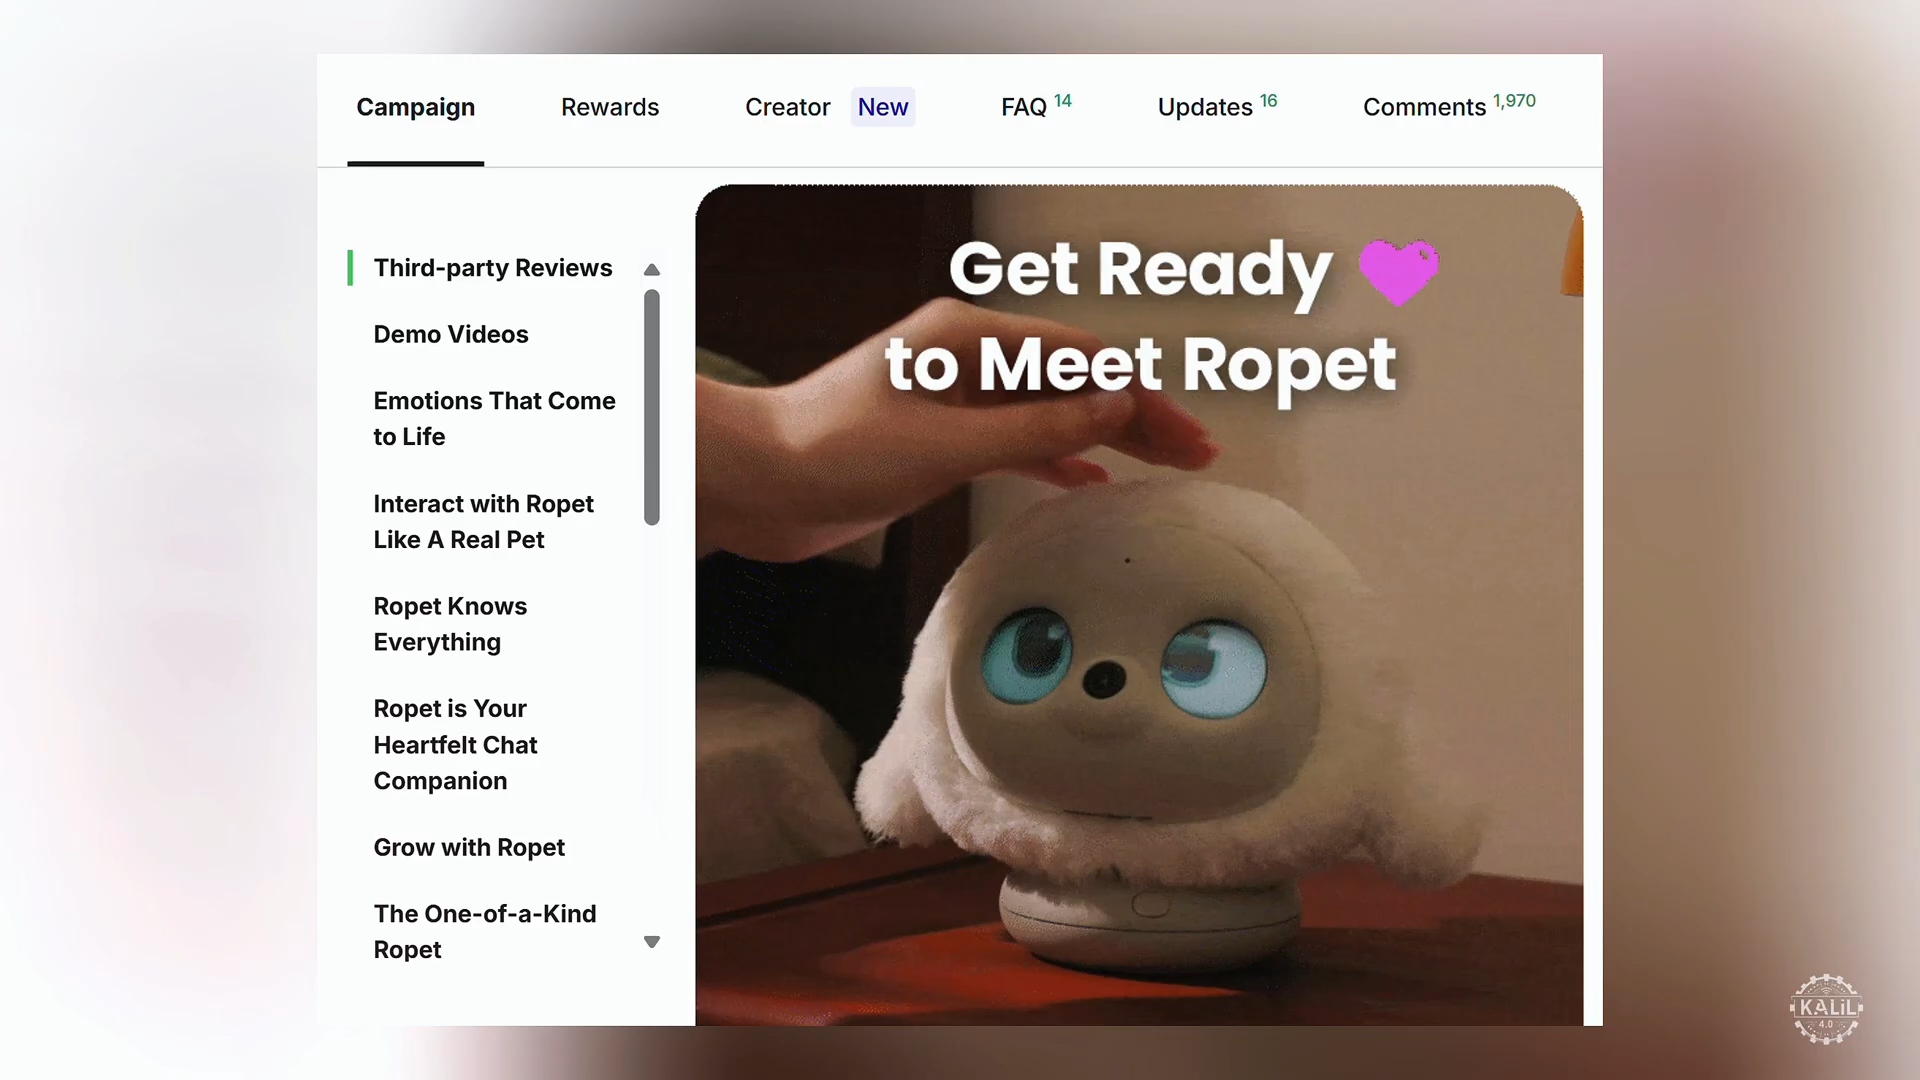 Campaign
Rewards
Creator New
FAQ 14
Updates 16
Comments 1,970
Third-party Reviews
Demo Videos
Emotions That Come
to Life
Interact with Ropet
Like A Real Pet
Ropet Knows
Everything
Ropet is Your
Heartfelt Chat
Companion
Grow with Ropet
The One-of-a-Kind
Ropet
Get Ready
to Meet Ropet
KALIL
4.0